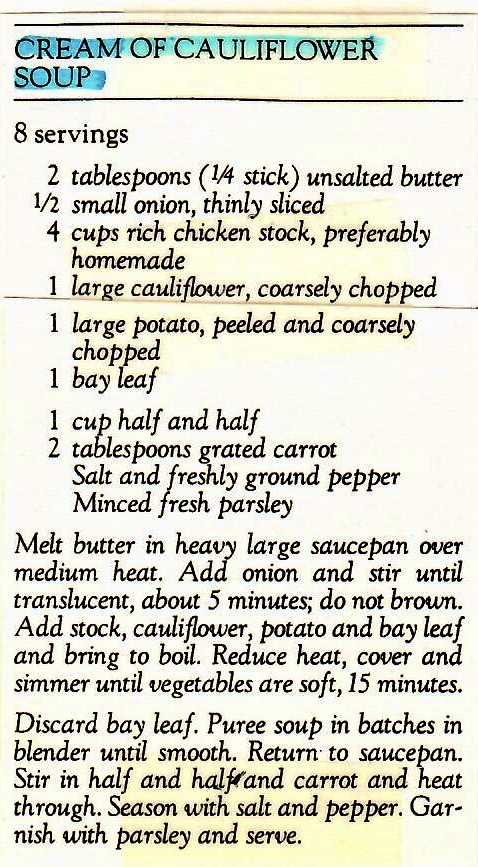 CREAM OF CAULIFLOWER
SOUP
8 servings
2 tablespoons (1/4 stick) unsalted butter
1/2 small onion, thinly sliced
4 cups rich chicken stock, preferably
homemade
1 large cauliflower, coarsely chopped
1 large potato, peeled and coarsely
chopped
1 bay leaf
1 cup half and half
2 tablespoons grated carrot
Salt and freshly ground pepper
Minced fresh parsley
Melt butter in heavy large saucepan over
medium heat. Add onion and stir until
translucent, about 5 minutes; do not brown.
Add stock, cauliflower, potato and bay leaf
and bring to boil. Reduce heat, cover and
simmer until vegetables are soft, 15 minutes.
Discard bay leaf. Puree soup in batches in
blender until smooth. Return to saucepan.
Stir in half and half and carrot and heat
through. Season with salt and pepper. Gar-
nish with parsley and serve.